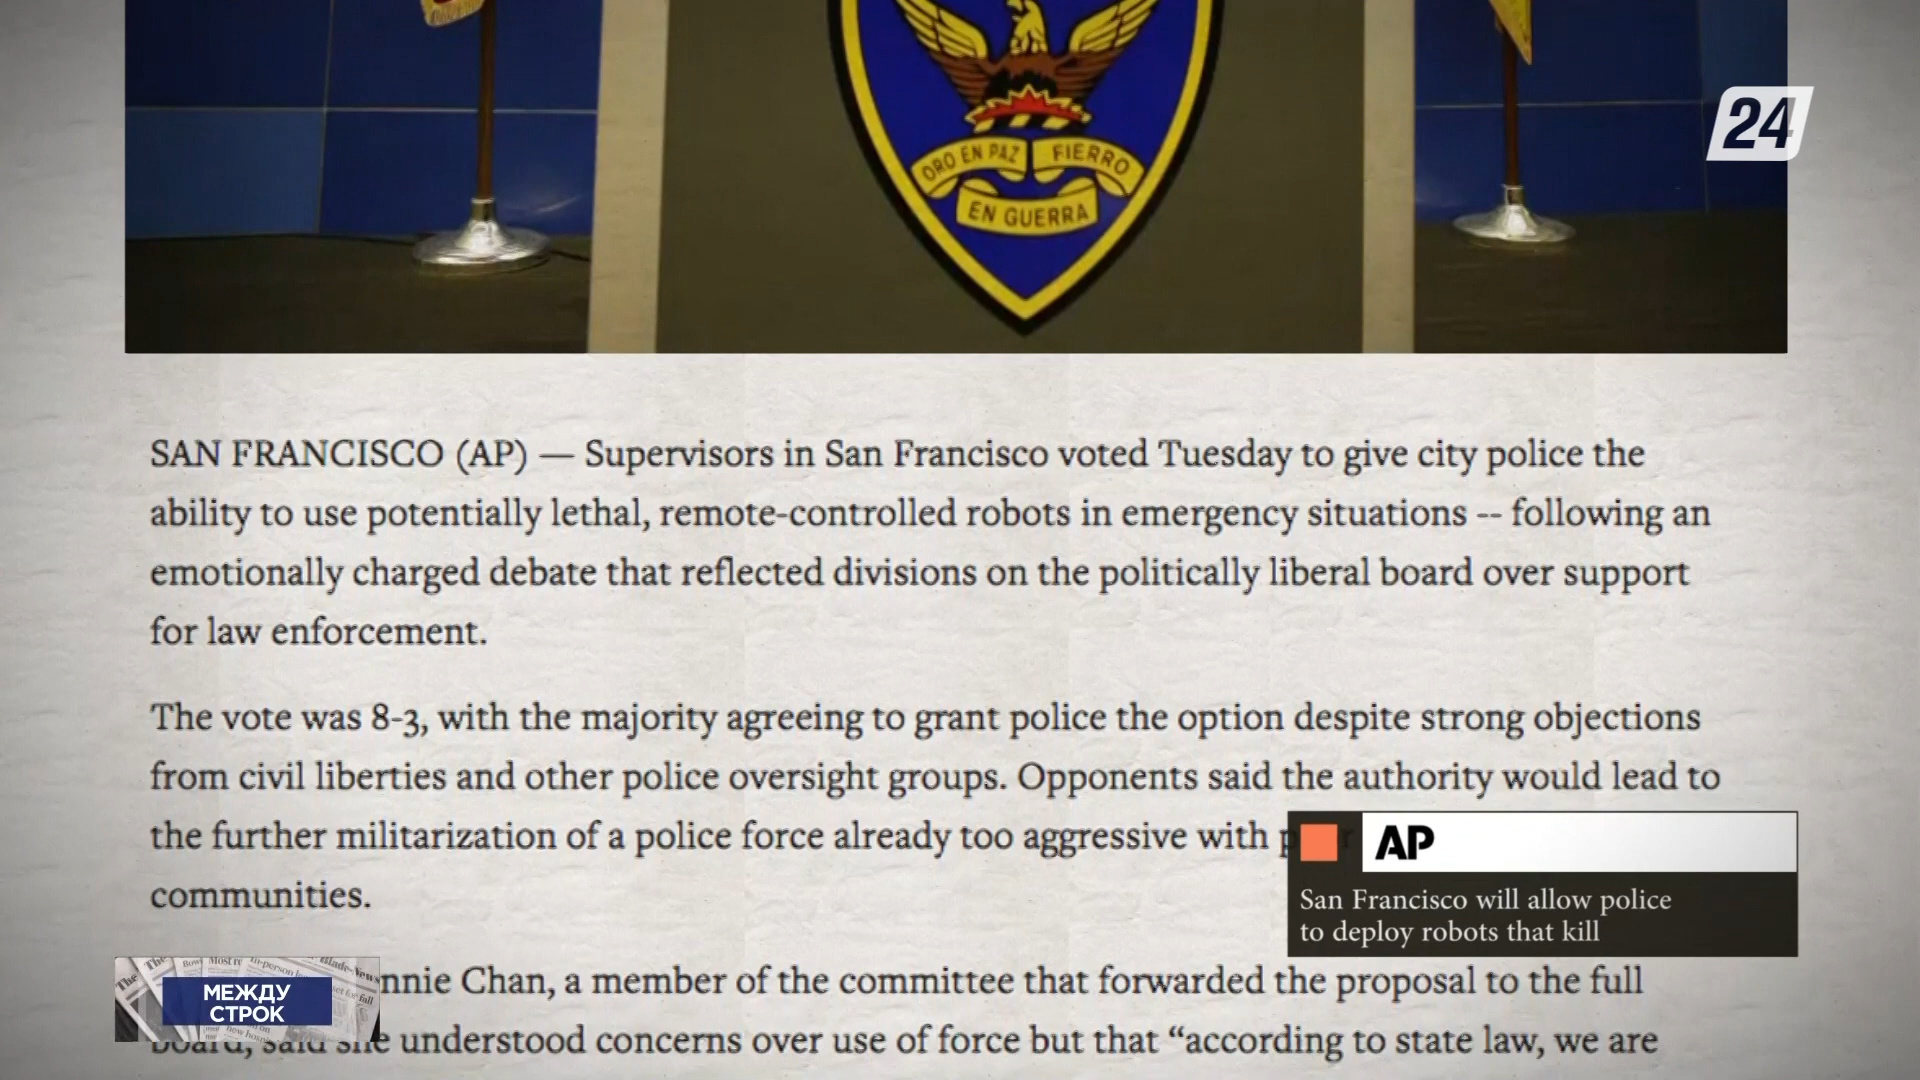 ORO EN PAZ FIERRO
EN GUERRA
24
SAN FRANCISCO (AP) — Supervisors in San Francisco voted Tuesday to give city police the
ability to use potentially lethal, remote-controlled robots in emergency situations -- following an
emotionally charged debate that reflected divisions on the politically liberal board over support
for law enforcement.
The vote was 8-3, with the majority agreeing to grant police the option despite strong objections
from civil liberties and other police oversight groups. Opponents said the authority would lead to
the further militarization of a police force already too aggressive with
communities.
AP
San Francisco will allow police
to deploy robots that kill
nnie Chan, a member of the committee that forwarded the proposal to the full
board, said she understood concerns over use of force but that “according to state law, we are
МЕЖДУ
СТРОК